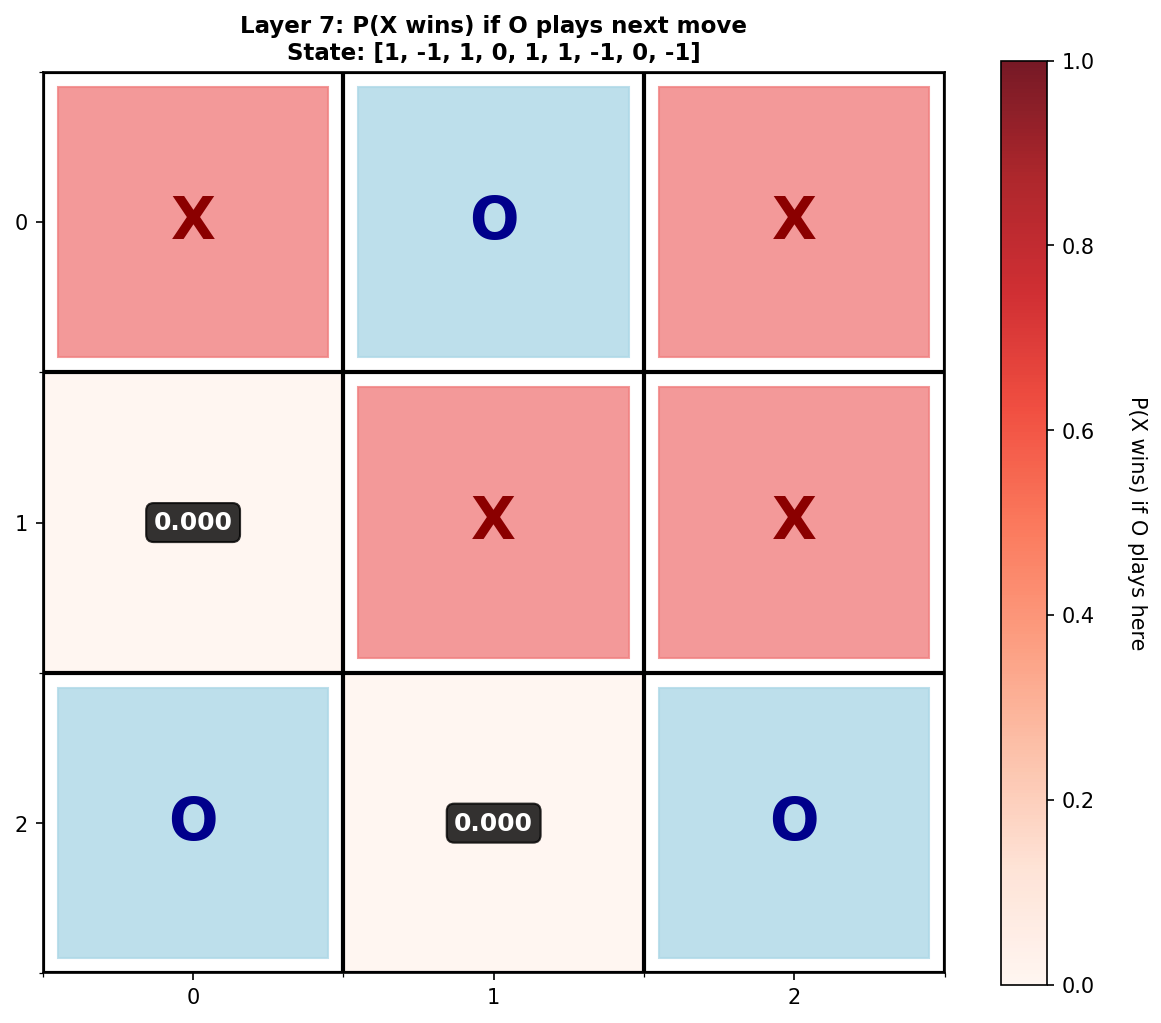 Layer 7: P(X wins) if O plays next move
State: [1, -1, 1, 0, 1, 1, -1, 0, -1]
1.0
0
X
O
X
0.8
0.6
1
0.000
X
X
P(X wins) if O plays here
0.4
2
O
0.000
O
0.2
0.0
0
1
2